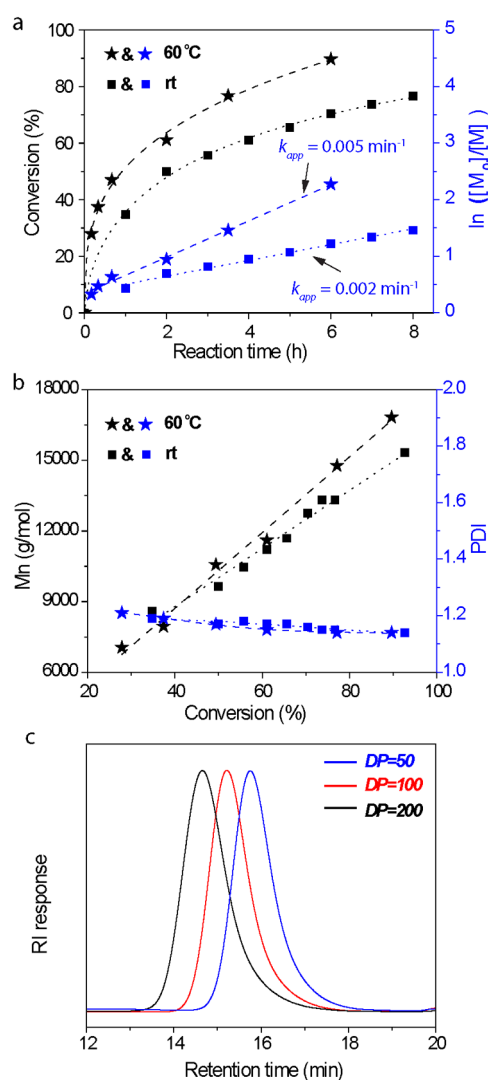 a
Conversion (%)
100
80
60
40
20
0
& 60 °C
& rt
k_app = 0.005 min⁻¹
k_app = 0.002 min⁻¹
5
4
3
2
1
0
ln ([M₀]/[M])
0 2 4 6 8
Reaction time (h)
b
Mn (g/mol)
18000
15000
12000
9000
6000
& 60 °C
& rt
2.0
1.8
1.6
1.4
1.2
1.0
PDI
20 40 60 80 100
Conversion (%)
c
RI response
DP=50
DP=100
DP=200
12 14 16 18 20
Retention time (min)